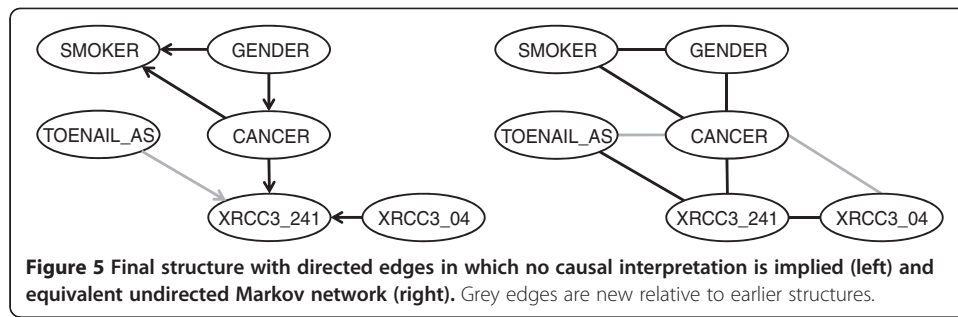 SMOKER GENDER SMOKER GENDER
TOENAIL_AS CANCER TOENAIL_AS CANCER
XRCC3_241 XRCC3_04 XRCC3_241 XRCC3_04
Figure 5 Final structure with directed edges in which no causal interpretation is implied (left) and
equivalent undirected Markov network (right). Grey edges are new relative to earlier structures.